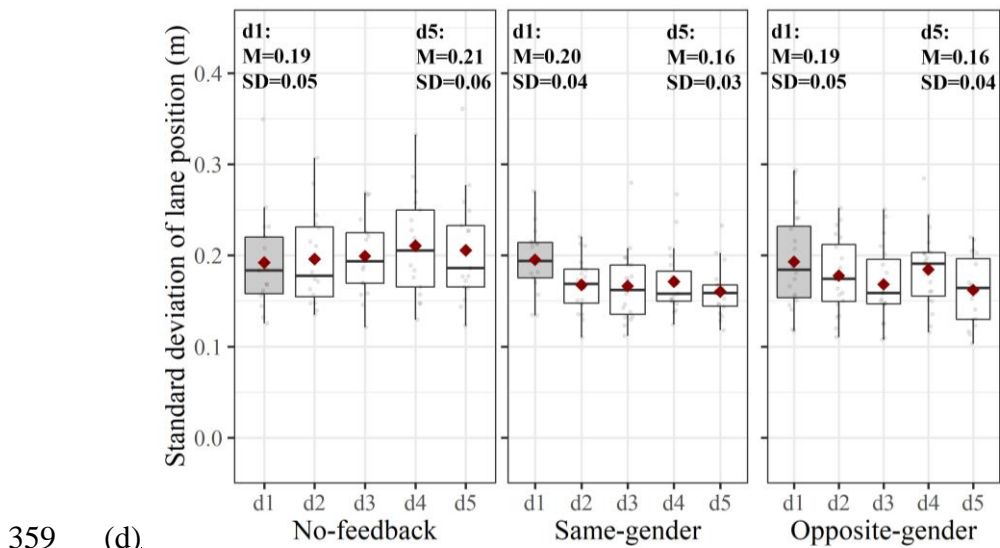 d1: d5: d1: d5: d1: d5:
M=0.19 M=0.21 M=0.20 M=0.16 M=0.19 M=0.16
SD=0.05 SD=0.06 SD=0.04 SD=0.03 SD=0.05 SD=0.04
Standard deviation of lane position (m)
0.4
0.3
0.2
0.1
0.0
d1 d2 d3 d4 d5 d1 d2 d3 d4 d5 d1 d2 d3 d4 d5
No-feedback Same-gender Opposite-gender
359 (d)